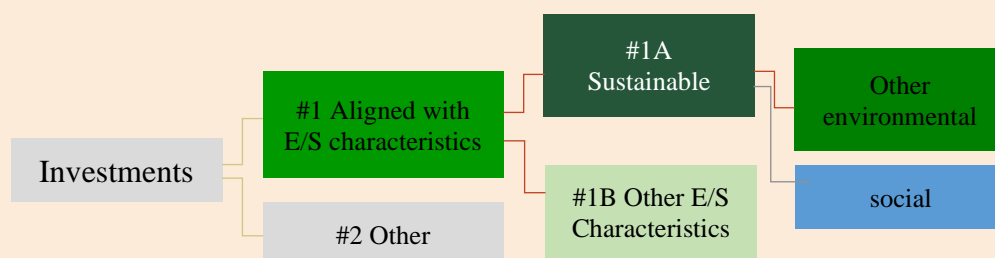 Investments
#1 Aligned with
E/S characteristics
#2 Other
#1A
Sustainable
#1B Other E/S
Characteristics
Other
environmental
social